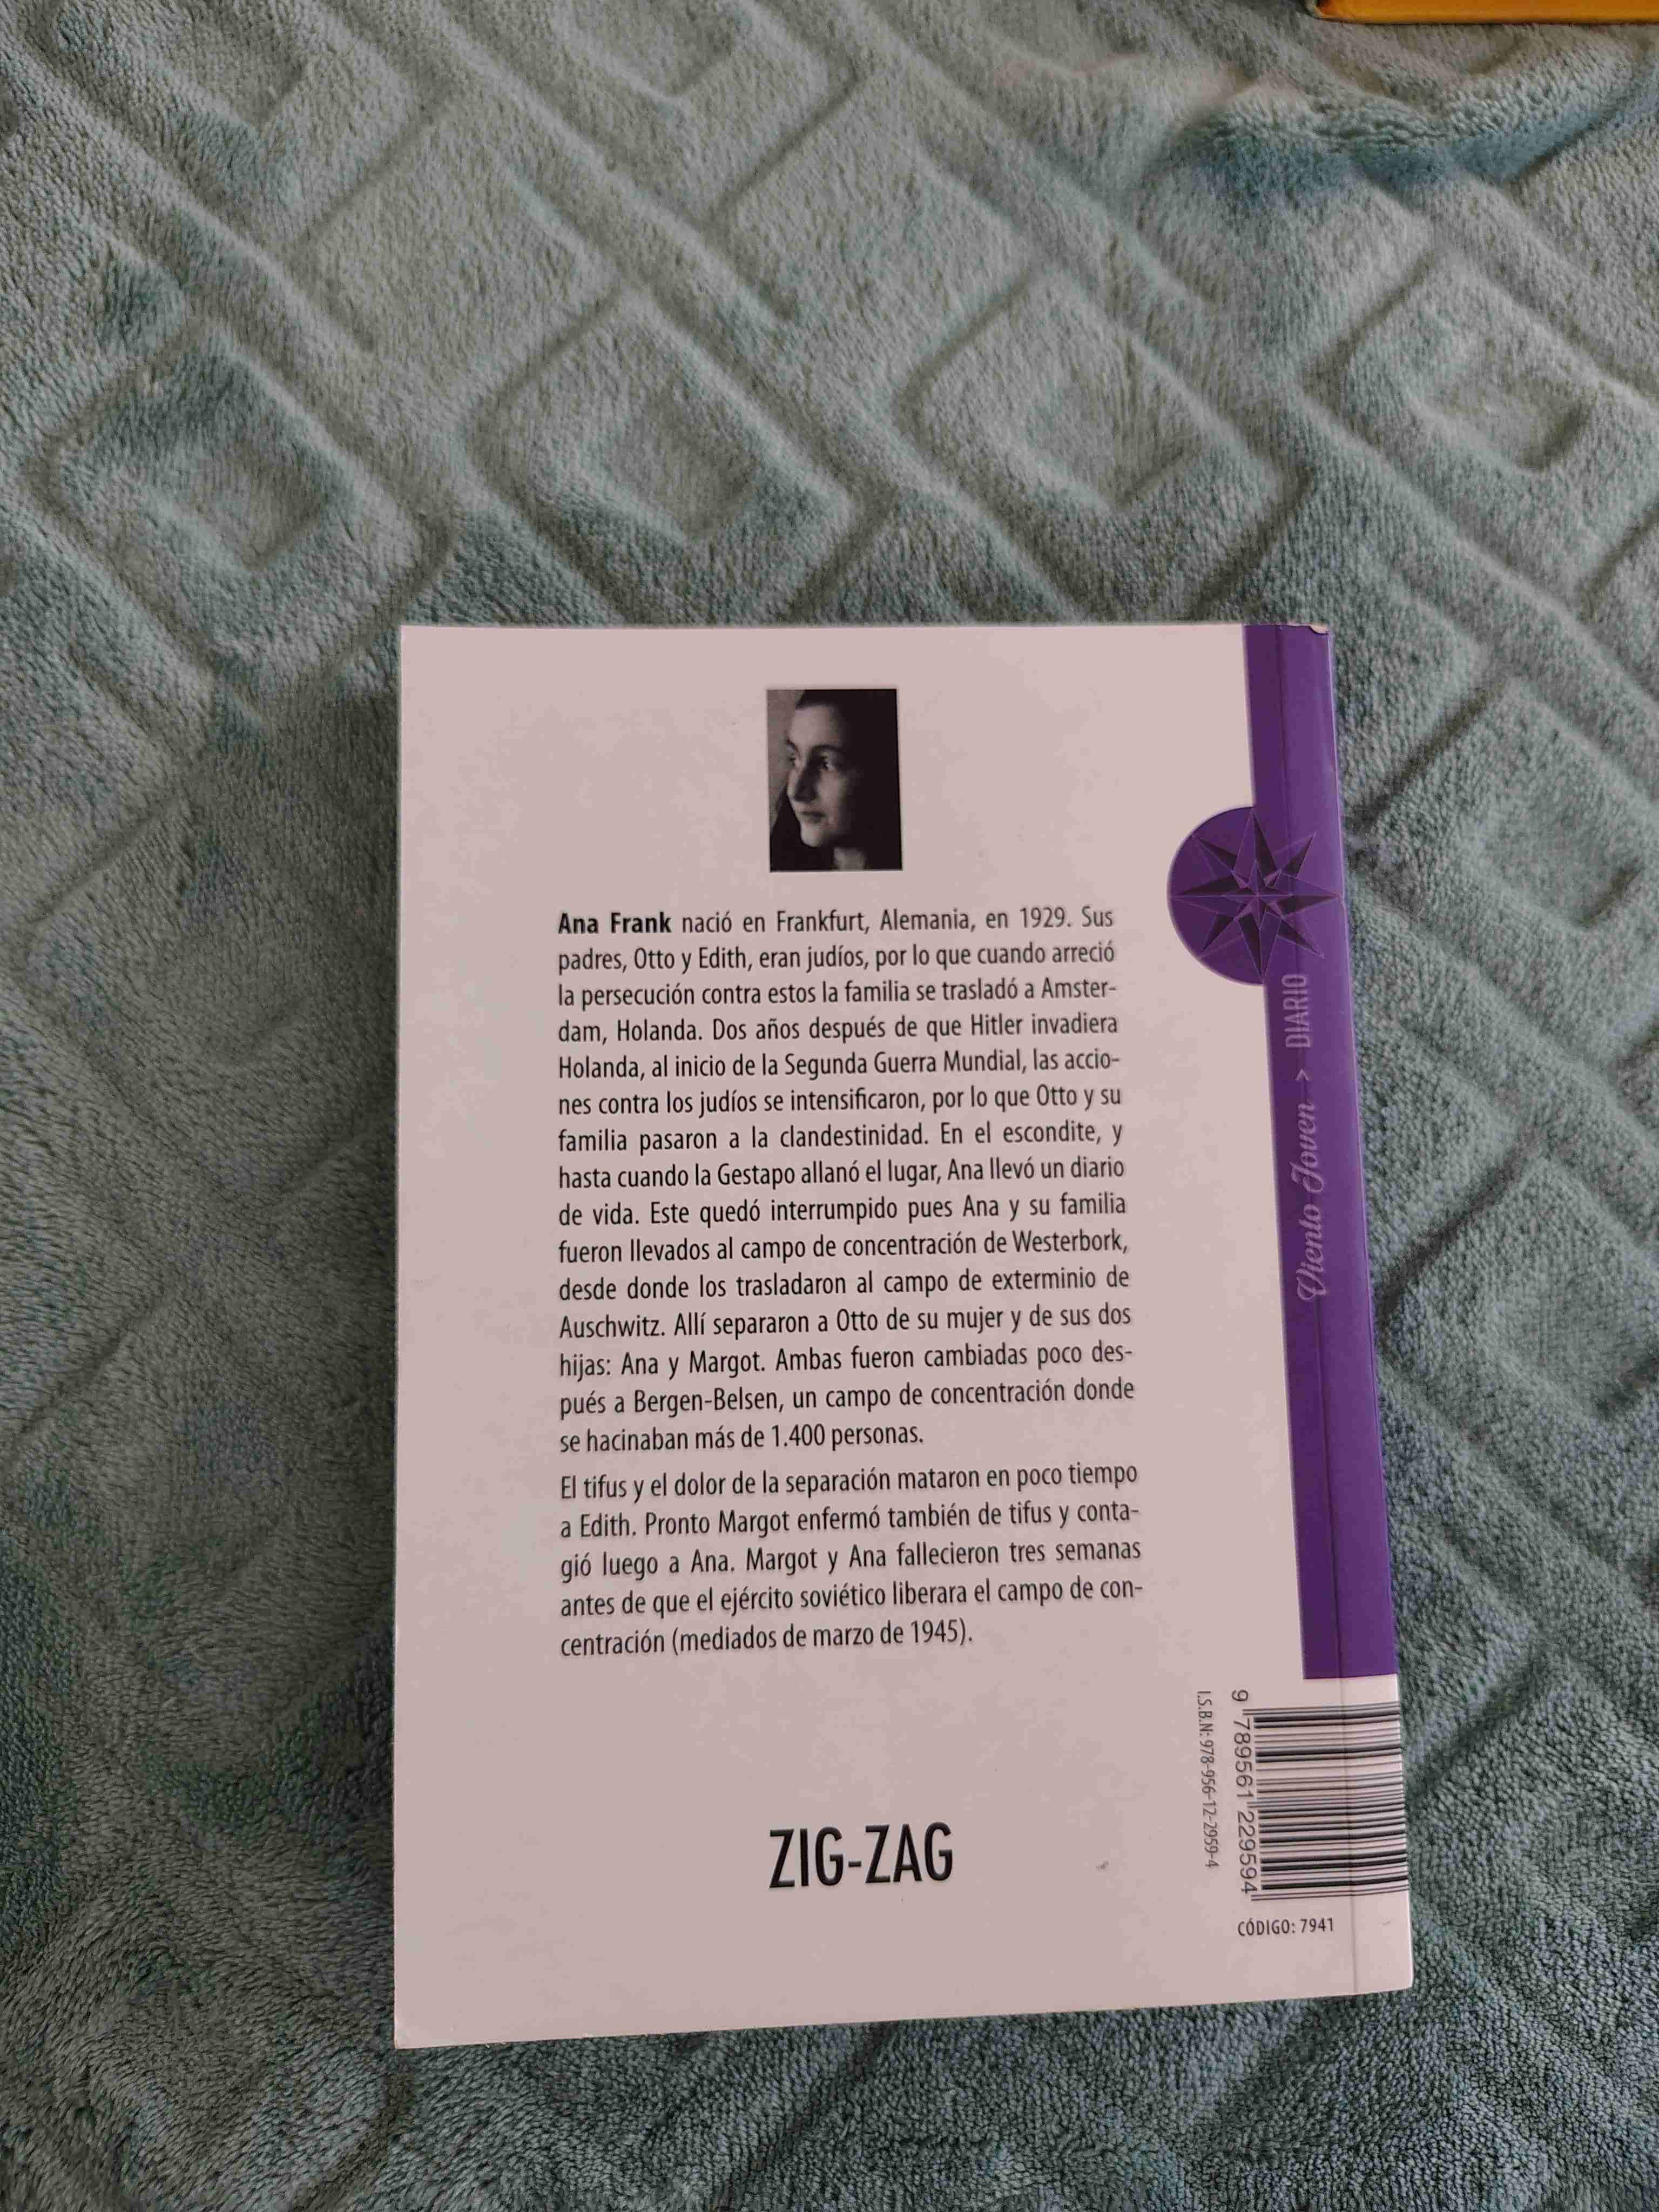 Ana Frank nació en Frankfurt, Alemania, en 1929. Sus
padres, Otto y Edith, eran judíos, por lo que cuando arreció
la persecución contra estos la familia se trasladó a Amster-
dam, Holanda. Dos años después de que Hitler invadiera
Holanda, al inicio de la Segunda Guerra Mundial, las accio-
nes contra los judíos se intensificaron, por lo que Otto y su
familia pasaron a la clandestinidad. En el escondite, y
hasta cuando la Gestapo allanó el lugar, Ana llevó un diario
de vida. Este quedó interrumpido pues Ana y su familia
fueron llevados al campo de concentración de Westerbork,
desde donde los trasladaron al campo de exterminio de
Auschwitz. Allí separaron a Otto de su mujer y de sus dos
hijas: Ana y Margot. Ambas fueron cambiadas poco des-
pués a Bergen-Belsen, un campo de concentración donde
se hacinaban más de 1.400 personas.
El tifus y el dolor de la separación mataron en poco tiempo
a Edith. Pronto Margot enfermó también de tifus y conta-
gió luego a Ana. Margot y Ana fallecieron tres semanas
antes de que el ejército soviético liberara el campo de con-
centración (mediados de marzo de 1945).
ZIG-ZAG
Viento Joven > DIARIO
I.S.B.N: 978-956-12-2959-4
9 789561 229594
CÓDIGO: 7941